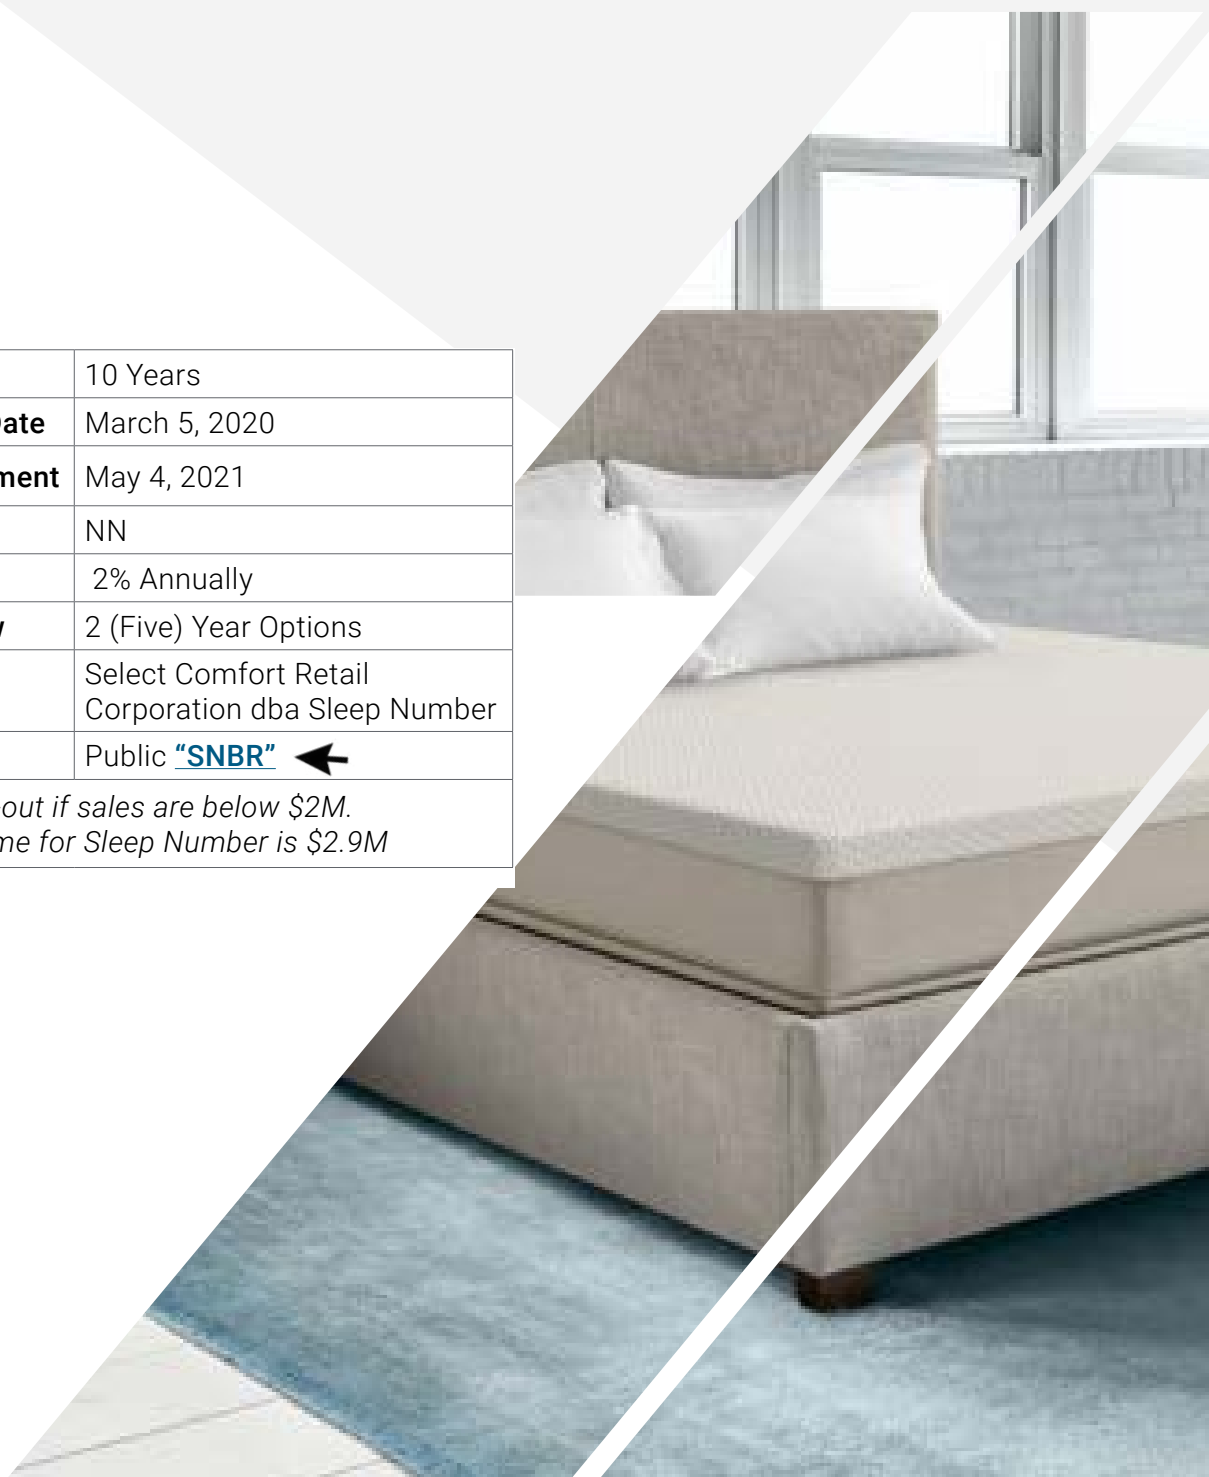 10 Years
ate March 5, 2020
ment May 4, 2021
NN
2% Annually
2 (Five) Year Options
Select Comfort Retail
Corporation dba Sleep Number
Public “SNBR”
out if sales are below $2M.
me for Sleep Number is $2.9M